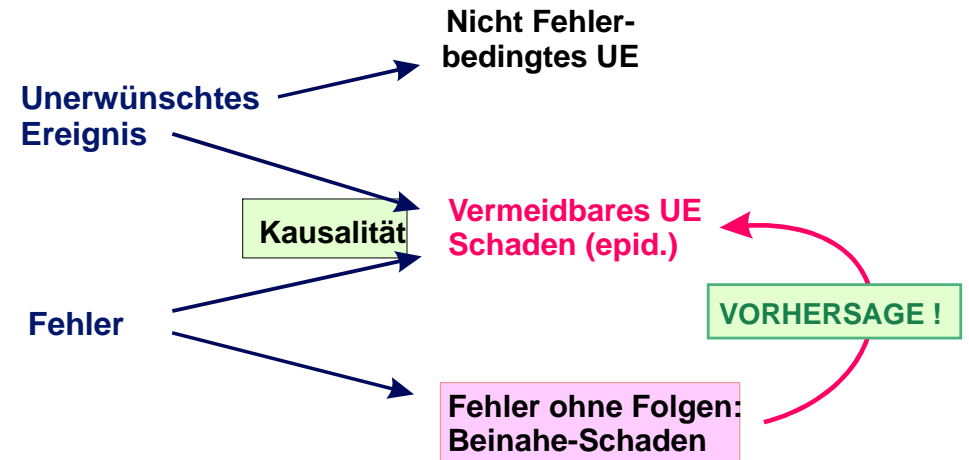 Nicht Fehler-
bedingtes UE
Unerwünschtes
Ereignis
Kausalität
Vermeidbares UE
Schaden (epid.)
Fehler
VORHERSAGE !
Fehler ohne Folgen:
Beinahe-Schaden